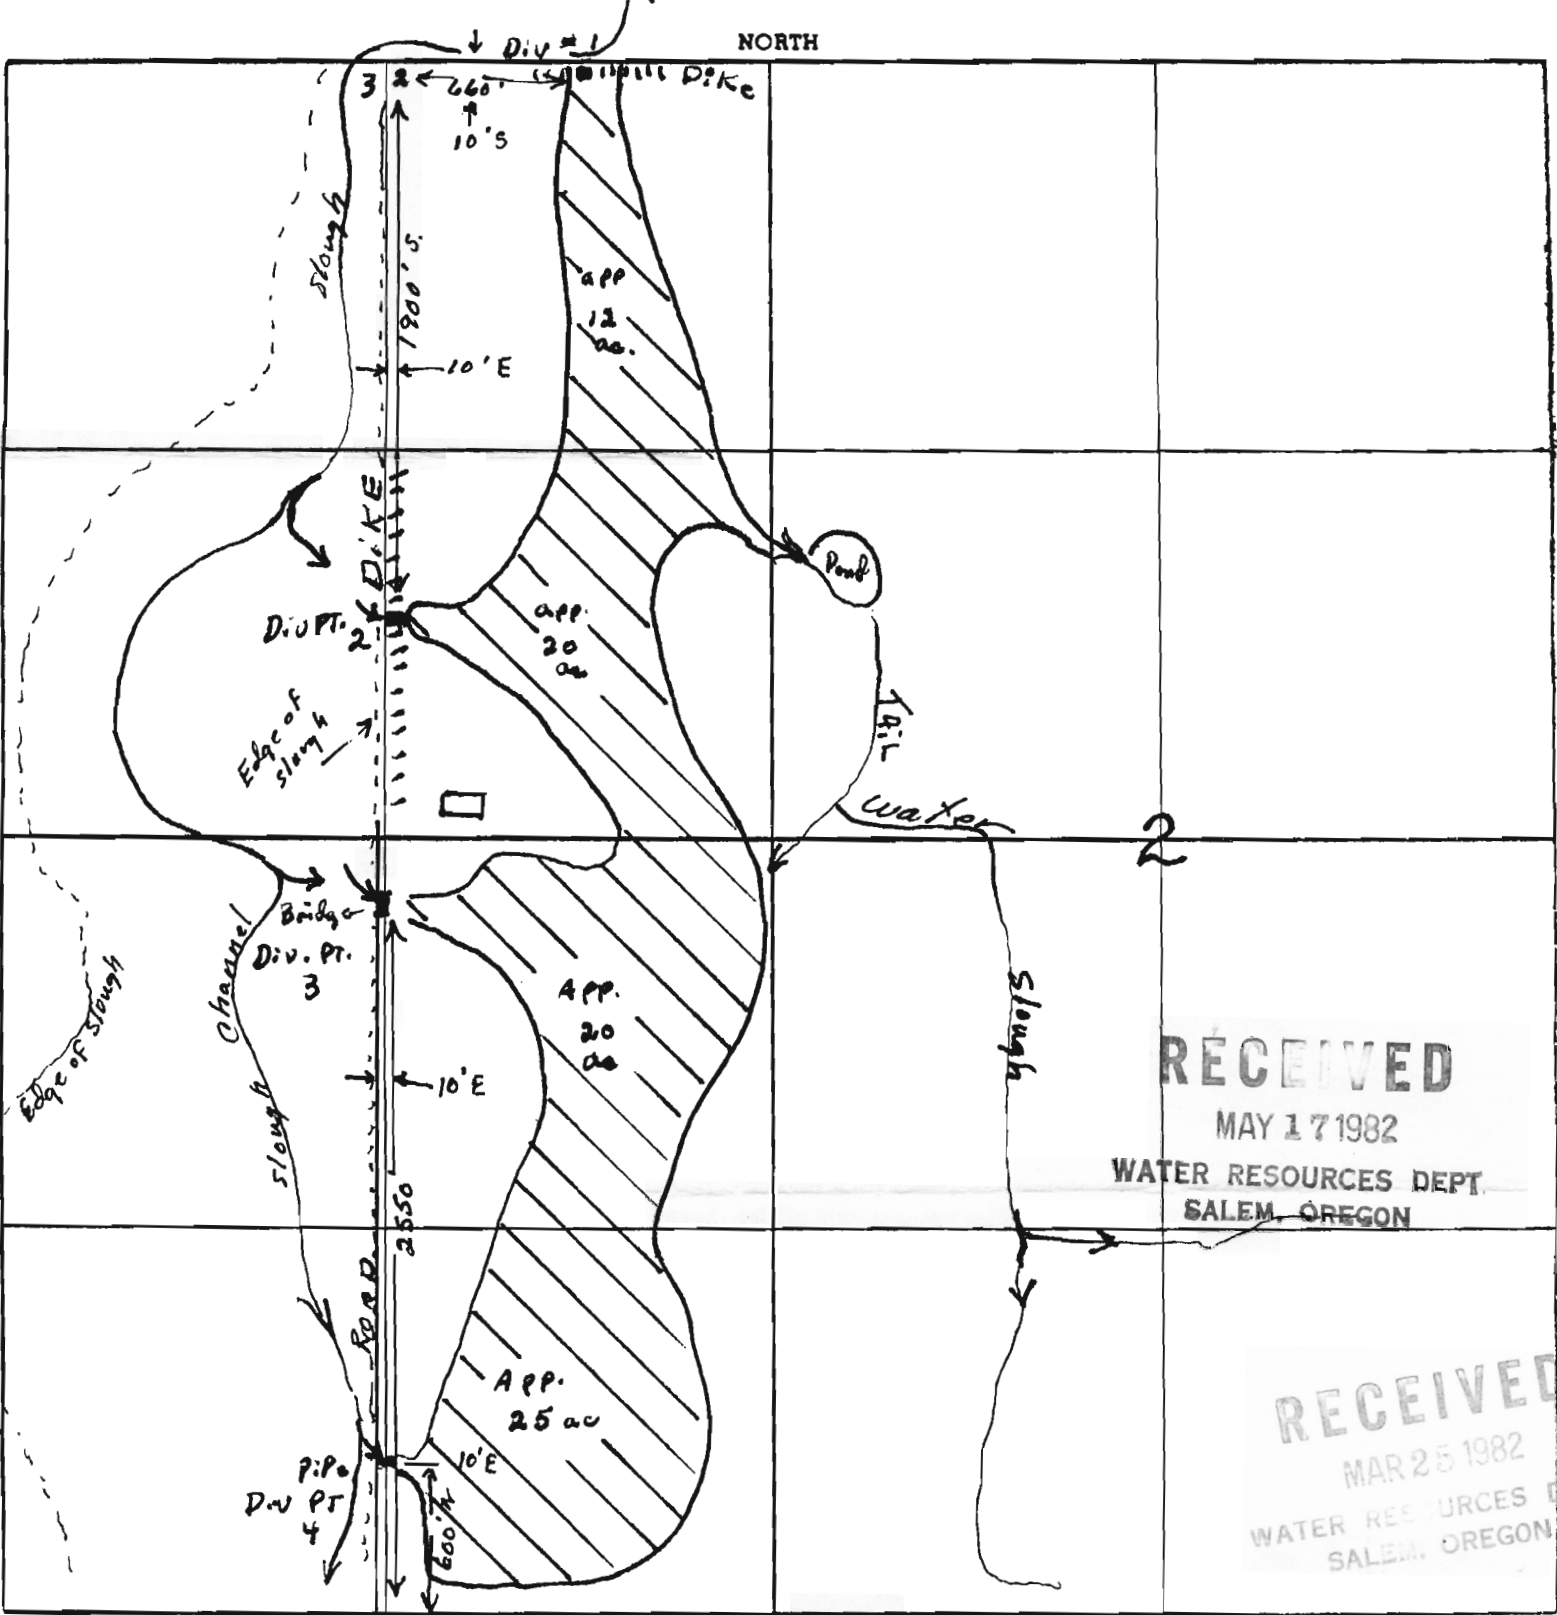 NORTH
Div # 1
3 2 660' Dike
10'S
Slough
1900' S.
app
12
ac.
10'E
DIKE
Pond
Div PT.
2
app.
20
ac
Edge of
slough
Tail
water
2
Bridge
Div. PT.
3
Channel
Slough
Edge of Slough
APP.
20
ac
Slough
10'E
2550'
ROAD
RECEIVED
MAY 17 1982
WATER RESOURCES DEPT.
SALEM, OREGON
APP.
25 ac
Pipe
Div PT
4
10'E
600' N
RECEIVED
MAR 25 1982
WATER RESOURCES D
SALEM, OREGON